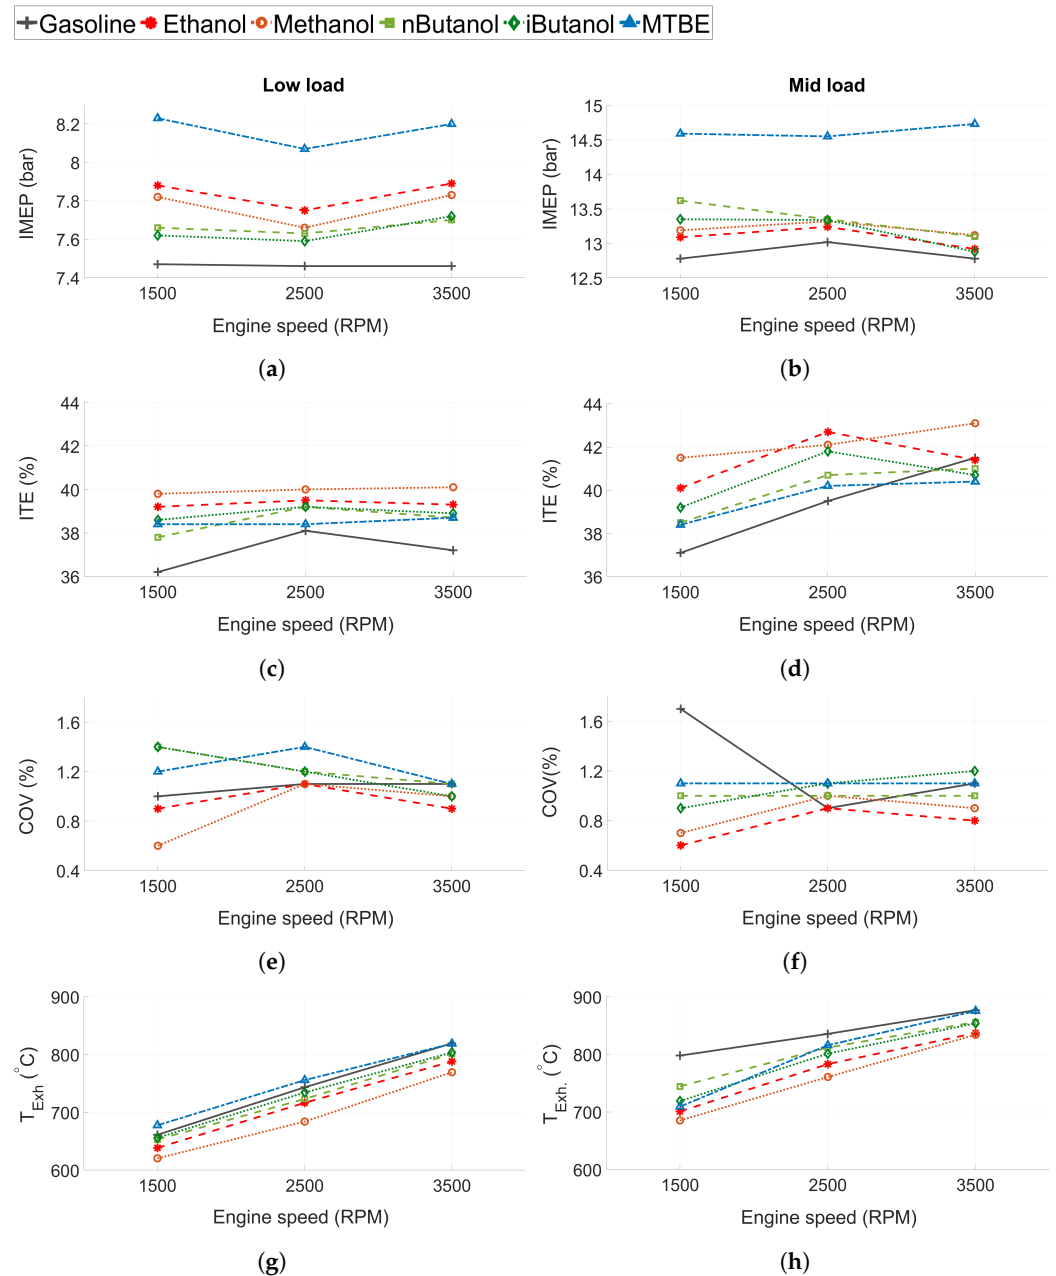 Gasoline Ethanol Methanol nButanol iButanol MTBE
Low load
Mid load
IMEP (bar)
8.2
8
7.8
7.6
7.4
1500 2500 3500
Engine speed (RPM)
(a)
IMEP (bar)
15
14.5
14
13.5
13
12.5
1500 2500 3500
Engine speed (RPM)
(b)
ITE (%)
44
42
40
38
36
1500 2500 3500
Engine speed (RPM)
(c)
ITE (%)
44
42
40
38
36
1500 2500 3500
Engine speed (RPM)
(d)
COV (%)
1.6
1.2
0.8
0.4
1500 2500 3500
Engine speed (RPM)
(e)
COV(%)
1.6
1.2
0.8
0.4
1500 2500 3500
Engine speed (RPM)
(f)
T_Exh (°C)
900
800
700
600
1500 2500 3500
Engine speed (RPM)
(g)
T_Exh. (°C)
900
800
700
600
1500 2500 3500
Engine speed (RPM)
(h)